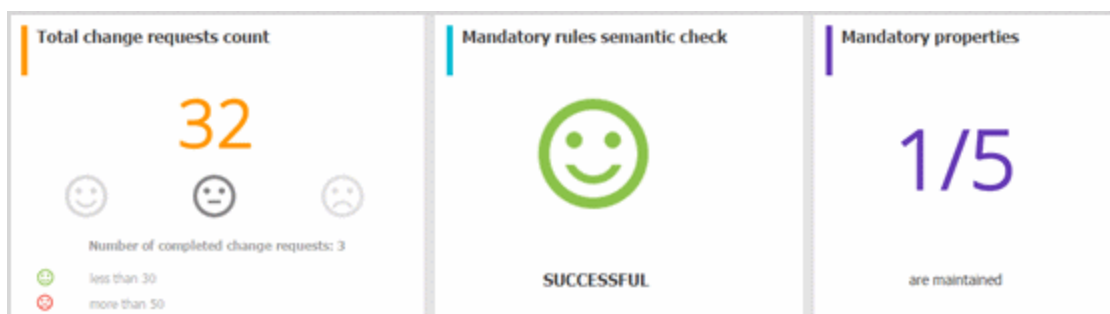 Total change requests count
32
Number of completed change requests: 3
less than 30
more than 50
Mandatory rules semantic check
SUCCESSFUL
Mandatory properties
1/5
are maintained